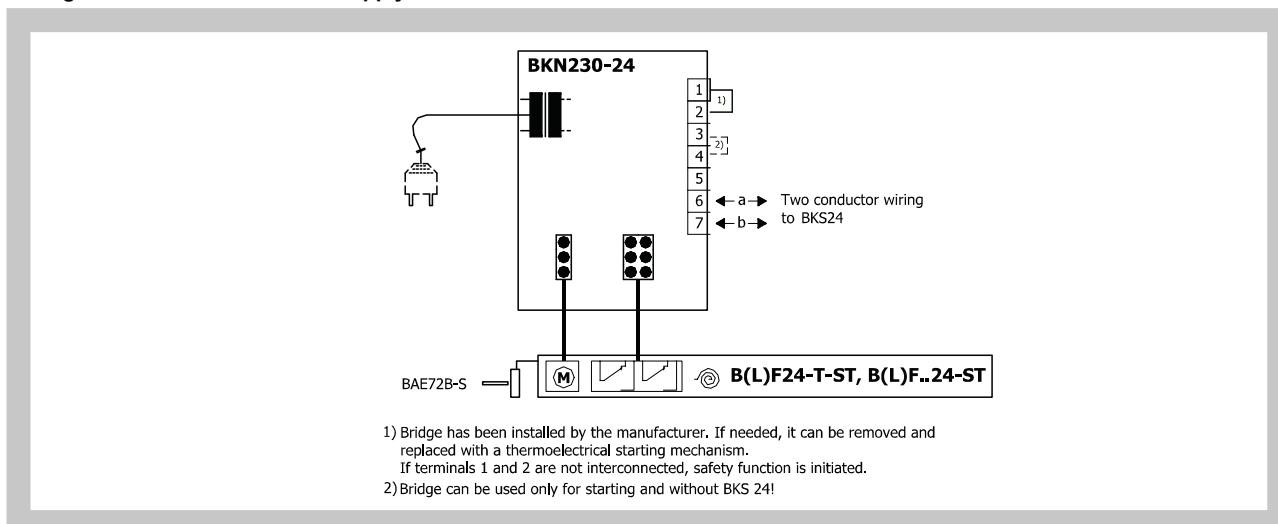 BKN230-24
1
1)
2
3
2)
4
5
6
a
Two conductor wiring
7
b
to BKS24
M
B(L)F24-T-ST, B(L)F..24-ST
BAE72B-S
1) Bridge has been installed by the manufacturer. If needed, it can be removed and
replaced with a thermoelectrical starting mechanism.
If terminals 1 and 2 are not interconnected, safety function is initiated.
2) Bridge can be used only for starting and without BKS 24!